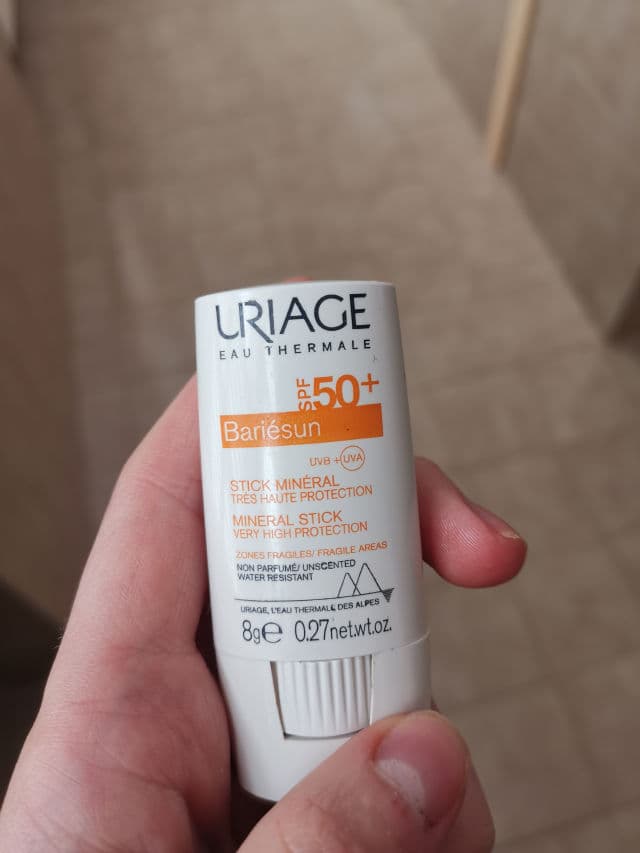 URIAGE
EAU THERMALE
SPF 50+
Bariésun
UVB + UVA
STICK MINÉRAL
TRÈS HAUTE PROTECTION
MINERAL STICK
VERY HIGH PROTECTION
ZONES FRAGILES/ FRAGILE AREAS
NON PARFUMÉ/ UNSCENTED
WATER RESISTANT
URIAGE, L'EAU THERMALE DES ALPES
8g℮ 0.27net.wt.oz.